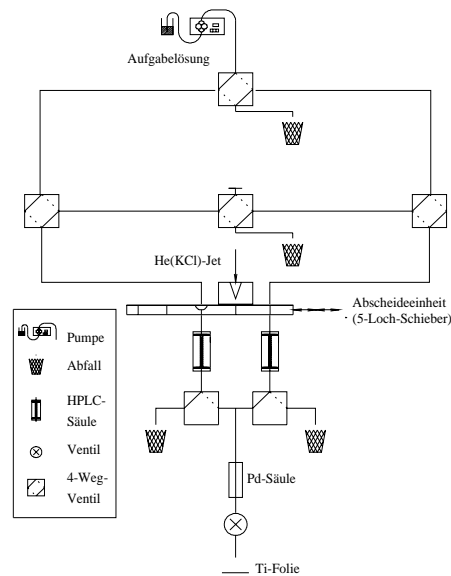 Aufgabelösung
He(KCl)-Jet
Abscheideeinheit
(5-Loch-Schieber)
Pumpe
Abfall
HPLC-
Säule
Ventil
4-Weg-
Ventil
Pd-Säule
Ti-Folie